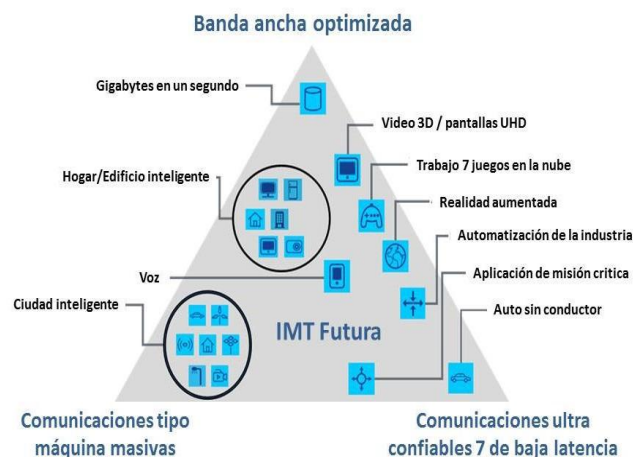 Banda ancha optimizada
Gigabytes en un segundo
Video 3D / pantallas UHD
Trabajo 7 juegos en la nube
Hogar/Edificio inteligente
Realidad aumentada
Automatización de la industria
Voz
Aplicación de misión critica
Ciudad inteligente
Auto sin conductor
IMT Futura
Comunicaciones tipo
máquina masivas
Comunicaciones ultra
confiables 7 de baja latencia